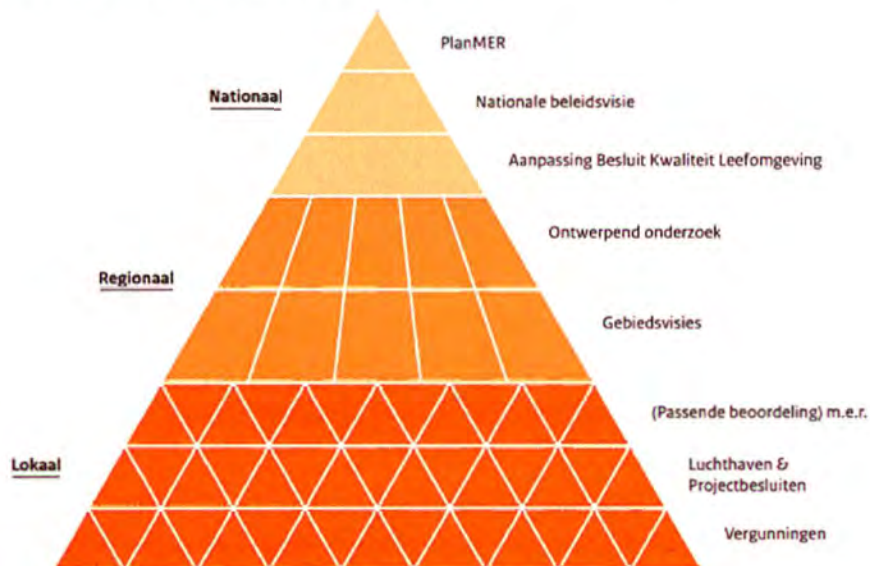 PlanMER
Nationaal
Nationale beleidsvisie
Aanpassing Besluit Kwaliteit Leefomgeving
Ontwerpend onderzoek
Regionaal
Gebiedsvisies
(Passende beoordeling) m.e.r.
Lokaal
Luchthaven &
Projectbesluiten
Vergunningen